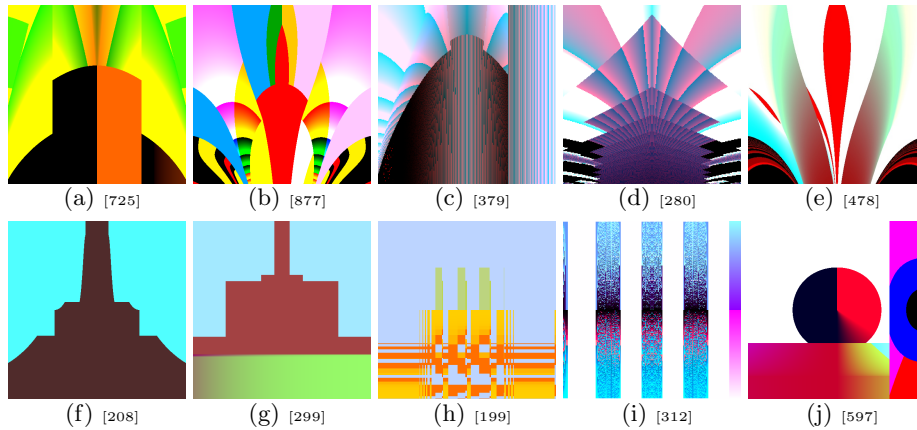 (a) [725] (b) [877] (c) [379] (d) [280] (e) [478]
(f) [208] (g) [299] (h) [199] (i) [312] (j) [597]